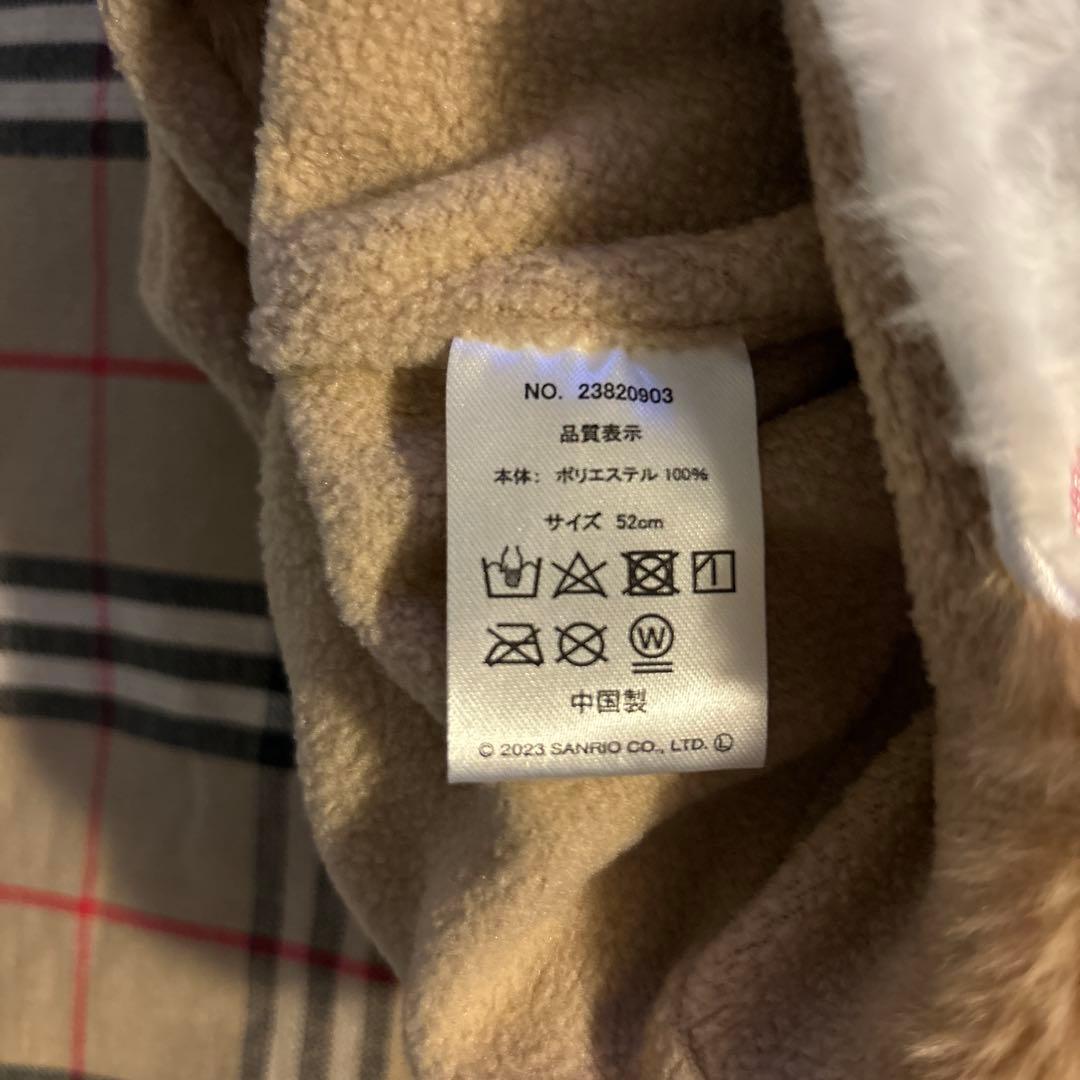 NO. 23820903
品質表示
本体: ポリエステル 100%
サイズ 52cm
W
中国製
© 2023 SANRIO CO., LTD. Ⓛ